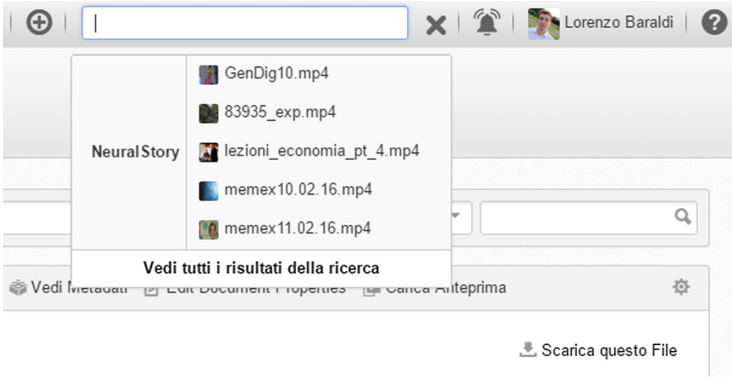 Lorenzo Baraldi
GenDig10.mp4
83935_exp.mp4
NeuralStory
lezioni_economia_pt_4.mp4
memex10.02.16.mp4
memex11.02.16.mp4
Vedi tutti i risultati della ricerca
Vedi Metadati Edit Document Properties Carica Anteprima
Scarica questo File